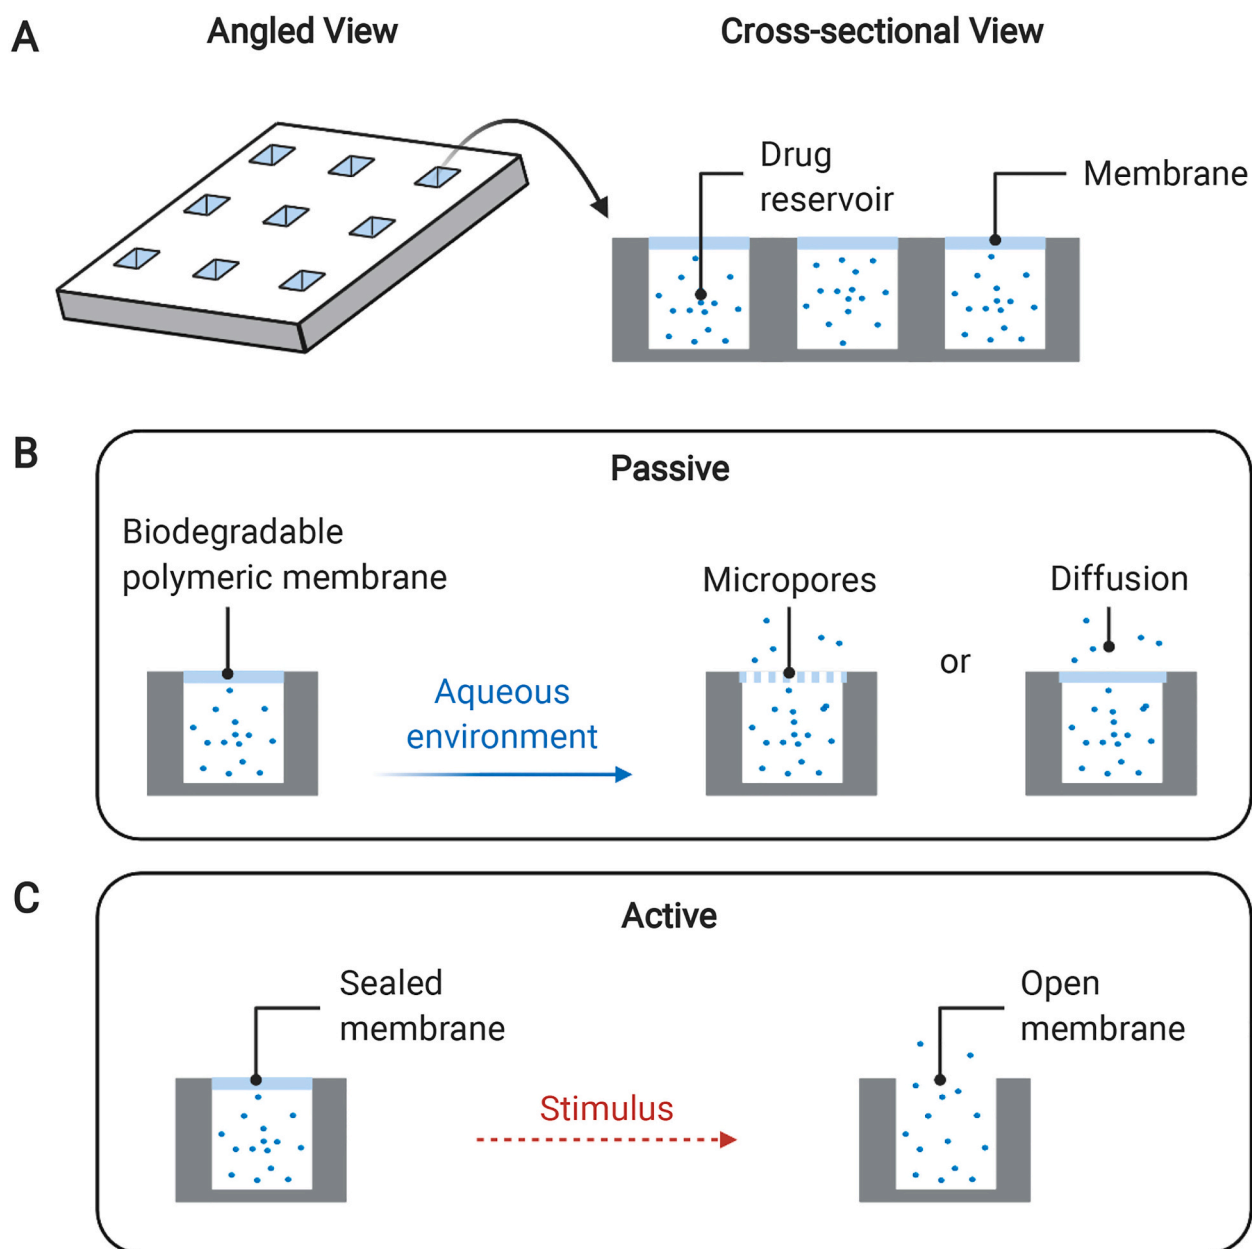 A
Angled View
Cross-sectional View
Drug
reservoir
Membrane
B
Passive
Biodegradable
polymeric membrane
Aqueous
environment
Micropores
or
Diffusion
C
Active
Sealed
membrane
Stimulus
Open
membrane